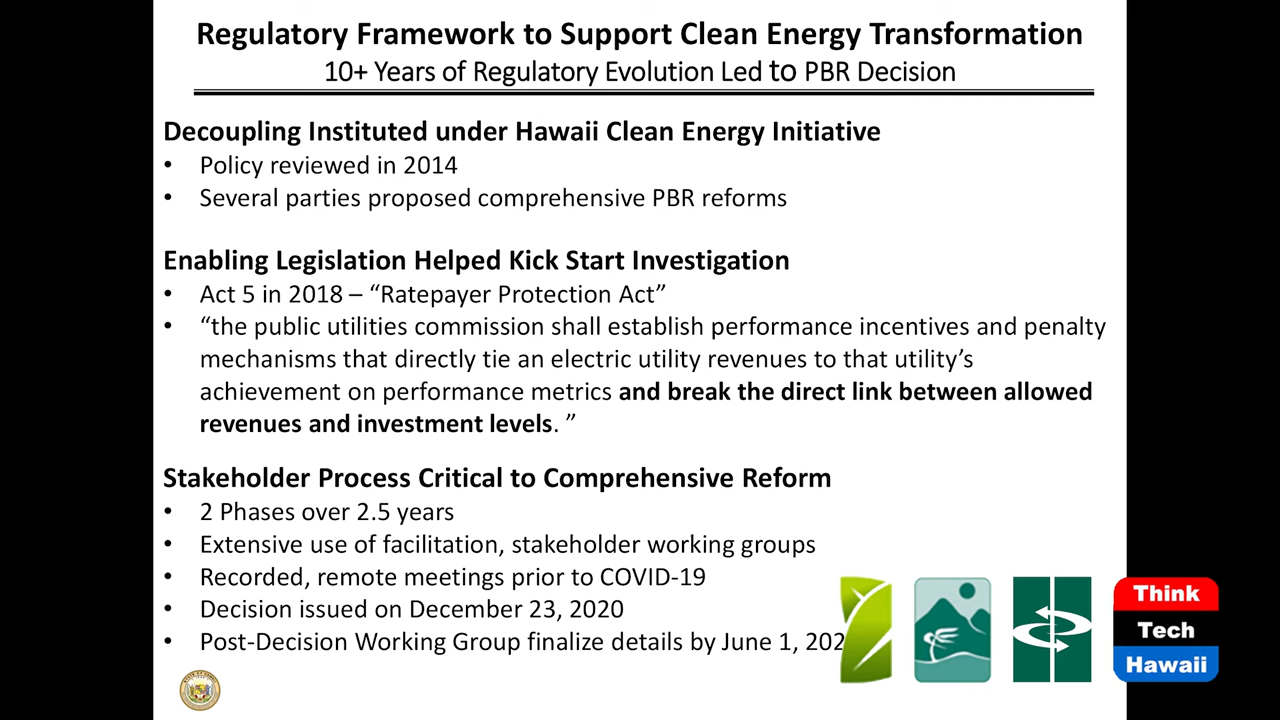 Regulatory Framework to Support Clean Energy Transformation
10+ Years of Regulatory Evolution Led to PBR Decision
Decoupling Instituted under Hawaii Clean Energy Initiative
• Policy reviewed in 2014
• Several parties proposed comprehensive PBR reforms
Enabling Legislation Helped Kick Start Investigation
• Act 5 in 2018 – “Ratepayer Protection Act”
• “the public utilities commission shall establish performance incentives and penalty
mechanisms that directly tie an electric utility revenues to that utility’s
achievement on performance metrics and break the direct link between allowed
revenues and investment levels. ”
Stakeholder Process Critical to Comprehensive Reform
• 2 Phases over 2.5 years
• Extensive use of facilitation, stakeholder working groups
• Recorded, remote meetings prior to COVID-19
• Decision issued on December 23, 2020
• Post-Decision Working Group finalize details by June 1, 202
Think
Tech
Hawaii